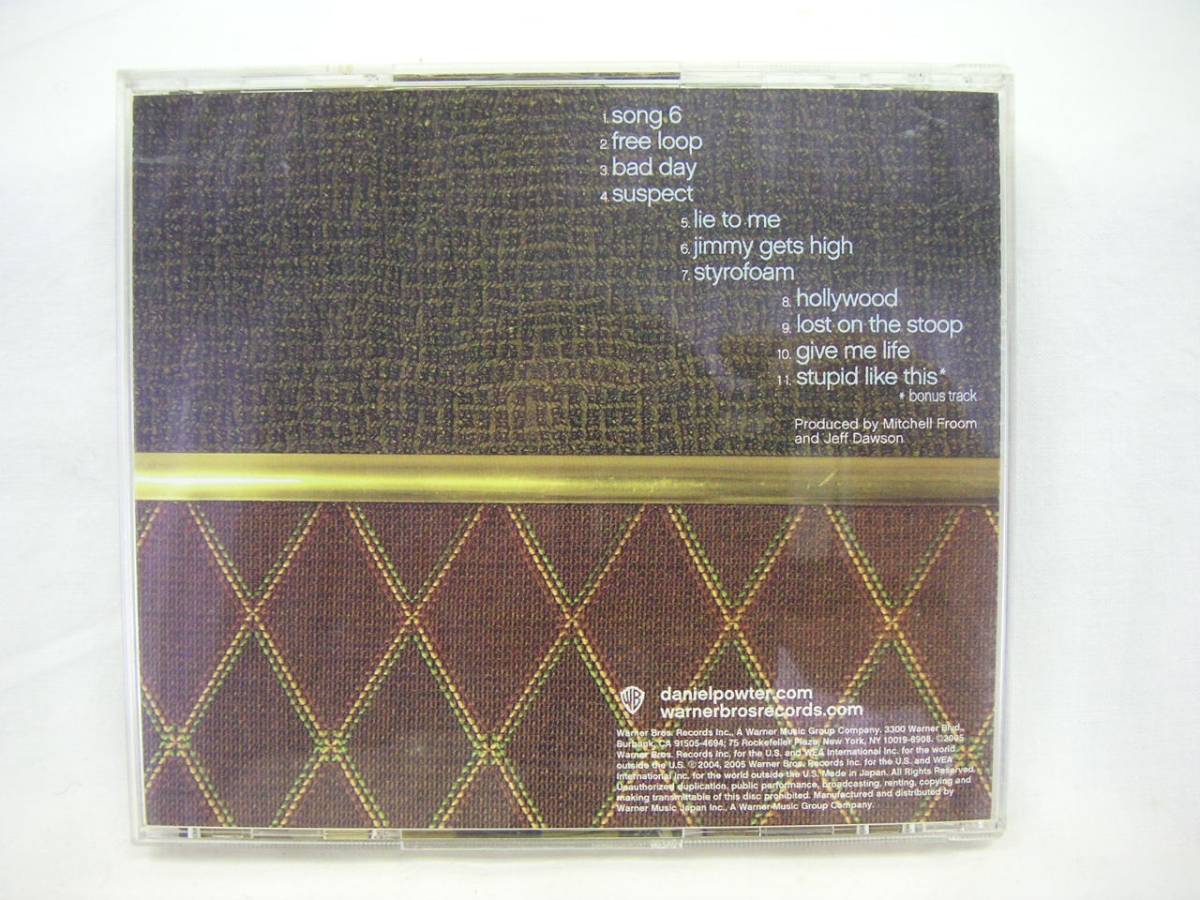 1. song 6
2. free loop
3. bad day
4. suspect
5. lie to me
6. jimmy gets high
7. styrofoam
8. hollywood
9. lost on the stoop
10. give me life
11. stupid like this*
* bonus track
Produced by Mitchell Froom
and Jeff Dawson
WB
danielpowter.com
warnerbrosrecords.com
Warner Bros. Records Inc., A Warner Music Group Company. 3300 Warner Blvd.,
Burbank, CA 91505-4694; 75 Rockefeller Plaza, New York, NY 10019-6908. ©2005
Warner Bros. Records Inc. for the U.S. and WEA International Inc. for the world
outside the U.S. ℗2004, 2005 Warner Bros. Records Inc. for the U.S. and WEA
International Inc. for the world outside the U.S. Made in Japan. All Rights Reserved.
Unauthorized duplication, public performance, broadcasting, renting, copying and
making transmittable of this disc prohibited. Manufactured and distributed by
Warner Music Japan Inc., A Warner Music Group Company.